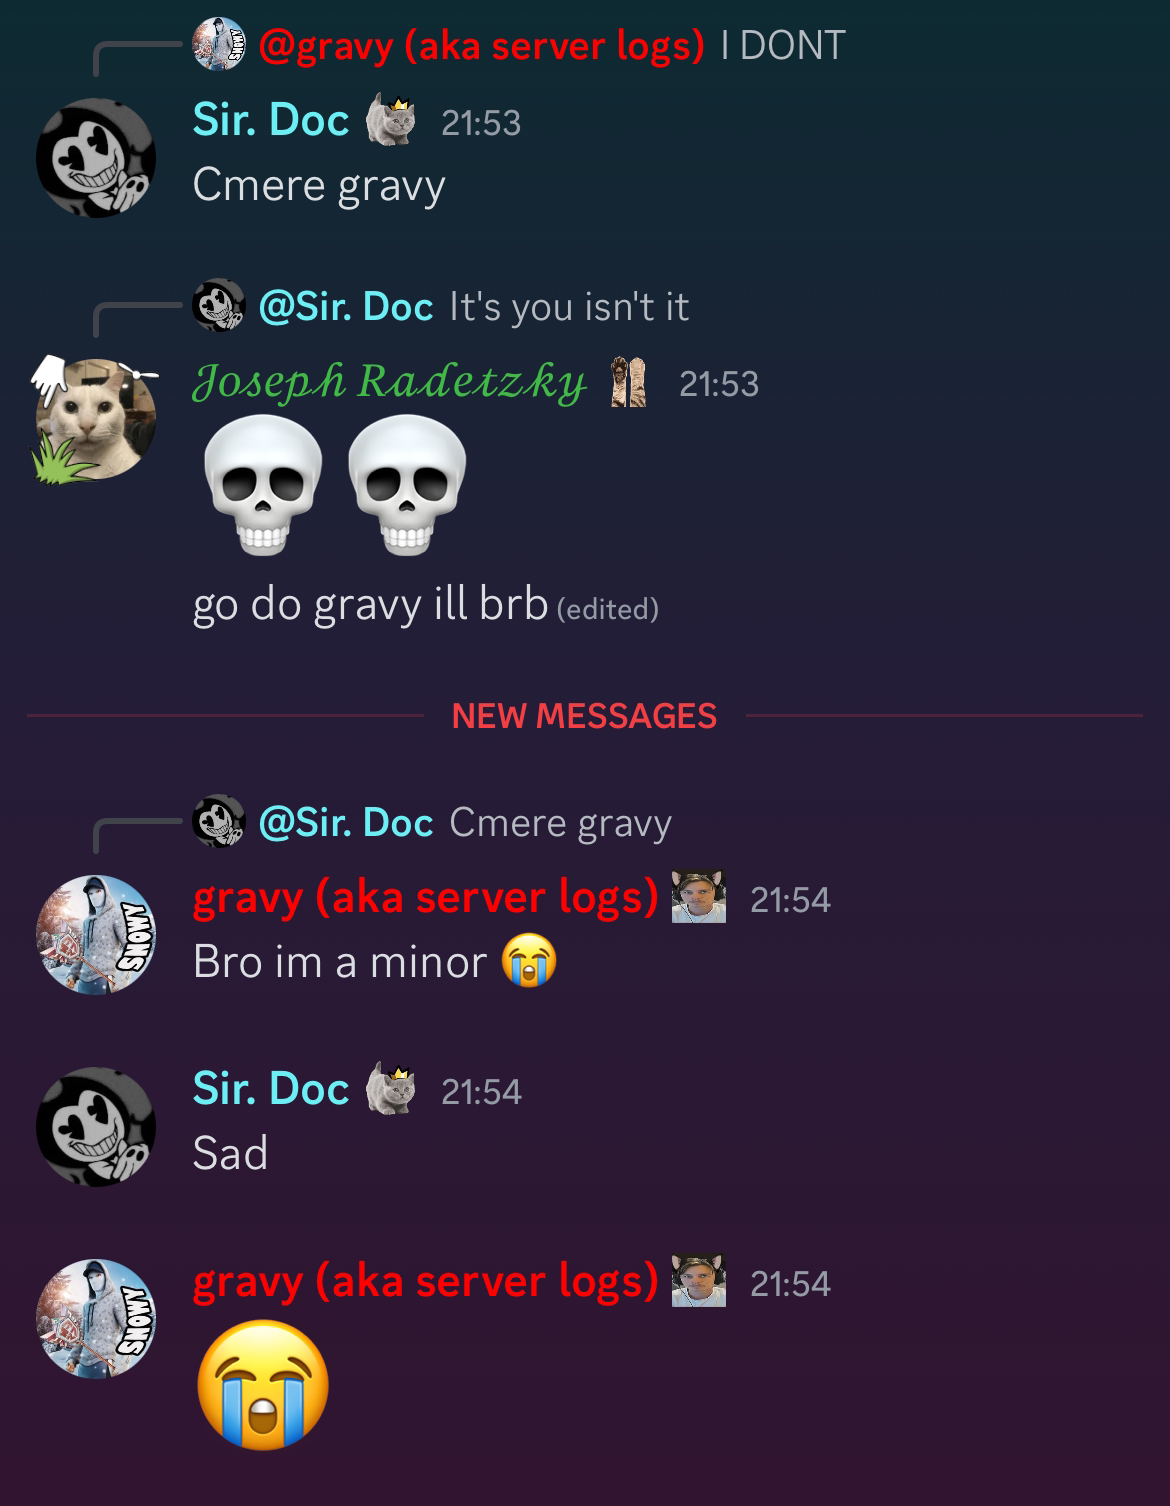 @gravy (aka server logs) I DONT
Sir. Doc 21:53
Cmere gravy
@Sir. Doc It's you isn't it
Joseph Radetzky 21:53
💀💀
go do gravy ill brb (edited)
NEW MESSAGES
@Sir. Doc Cmere gravy
gravy (aka server logs) 21:54
SNOWY
Bro im a minor 😭
Sir. Doc 21:54
Sad
gravy (aka server logs) 21:54
SNOWY
😭